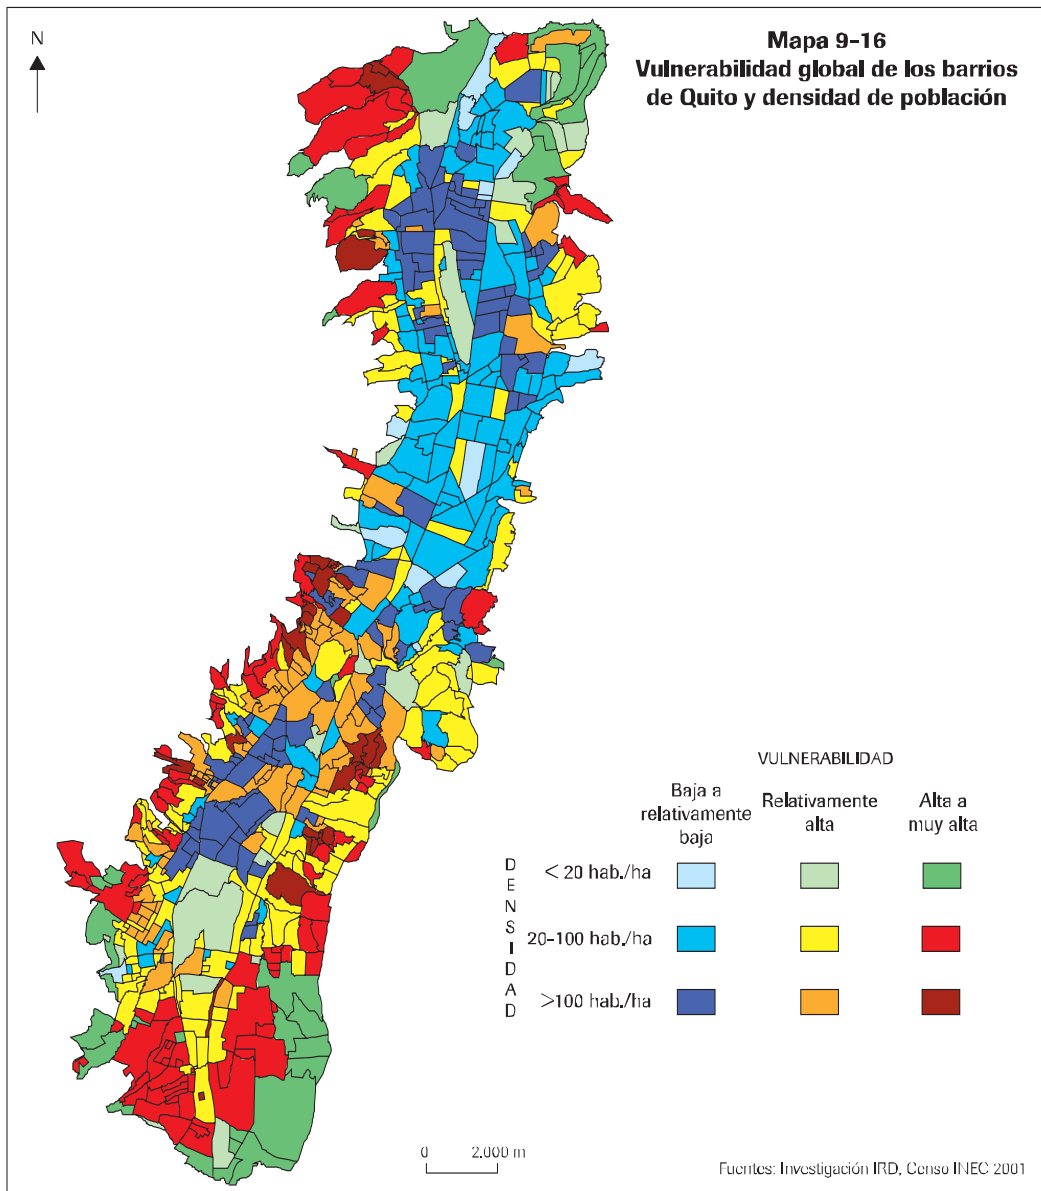 N
Mapa 9-16
Vulnerabilidad global de los barrios
de Quito y densidad de población
VULNERABILIDAD
Baja a
relativamente
baja
Relativamente
alta
Alta a
muy alta
DENSIDAD
< 20 hab./ha
20-100 hab./ha
>100 hab./ha
0 2.000 m
Fuentes: Investigación IRD, Censo INEC 2001